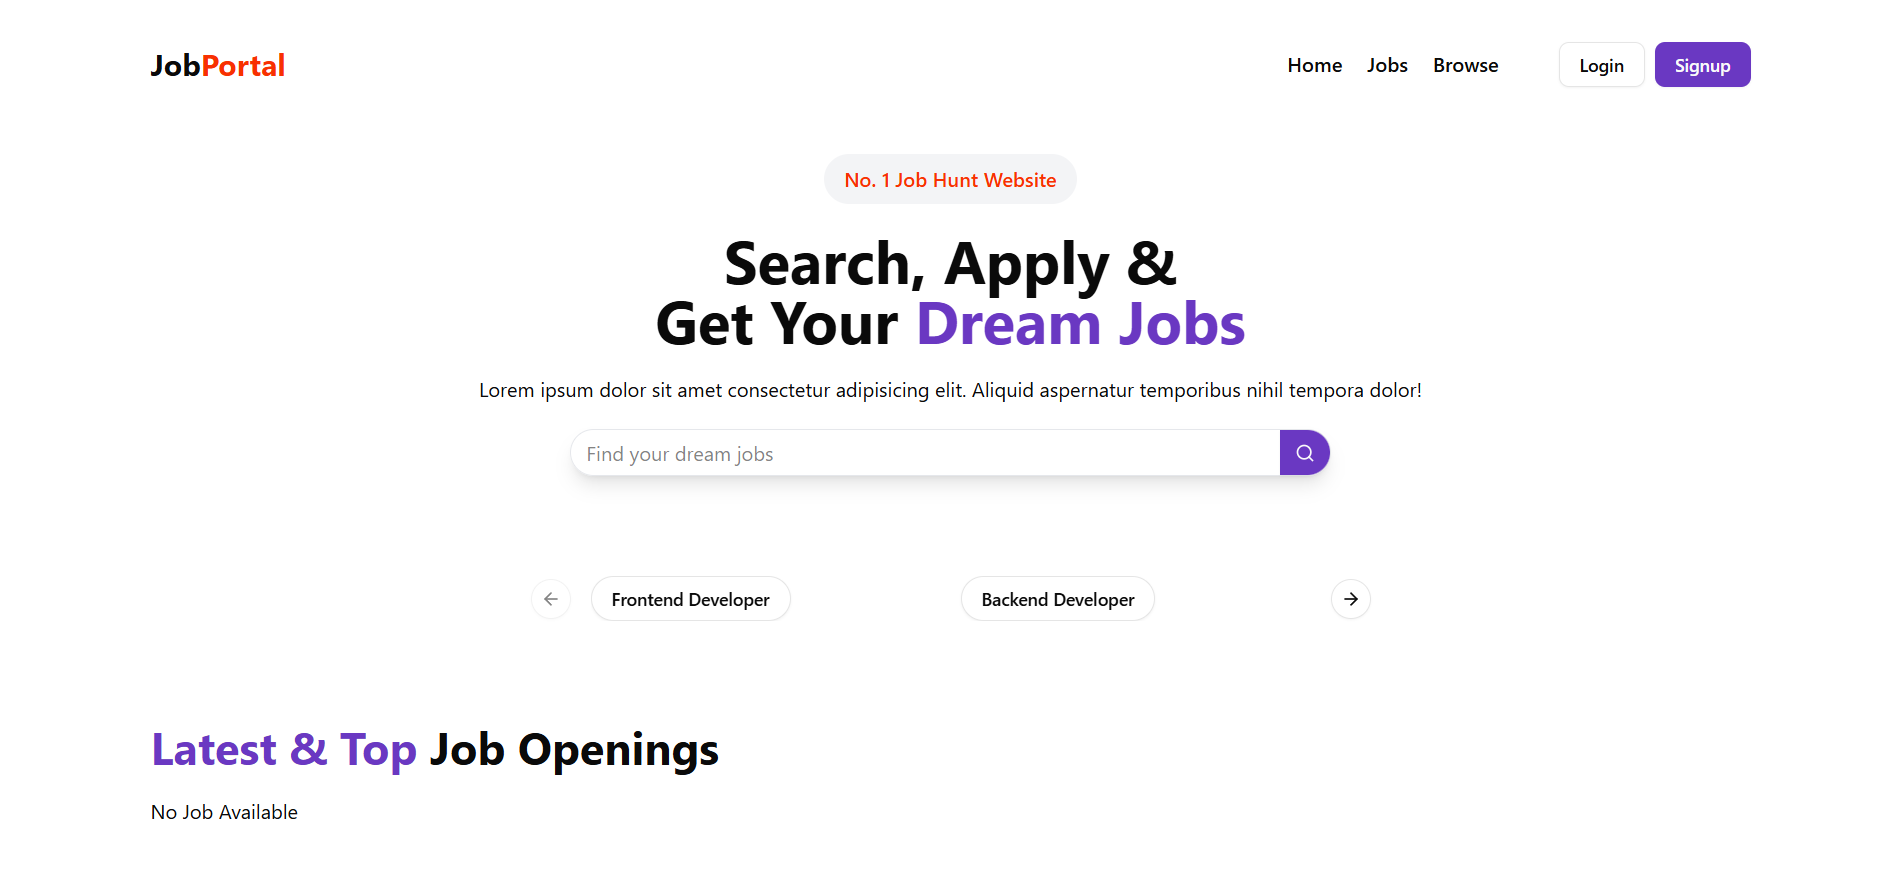 JobPortal
Home Jobs Browse Login Signup
No. 1 Job Hunt Website
Search, Apply &
Get Your Dream Jobs
Lorem ipsum dolor sit amet consectetur adipisicing elit. Aliquid aspernatur temporibus nihil tempora dolor!
Find your dream jobs
Frontend Developer Backend Developer
Latest & Top Job Openings
No Job Available